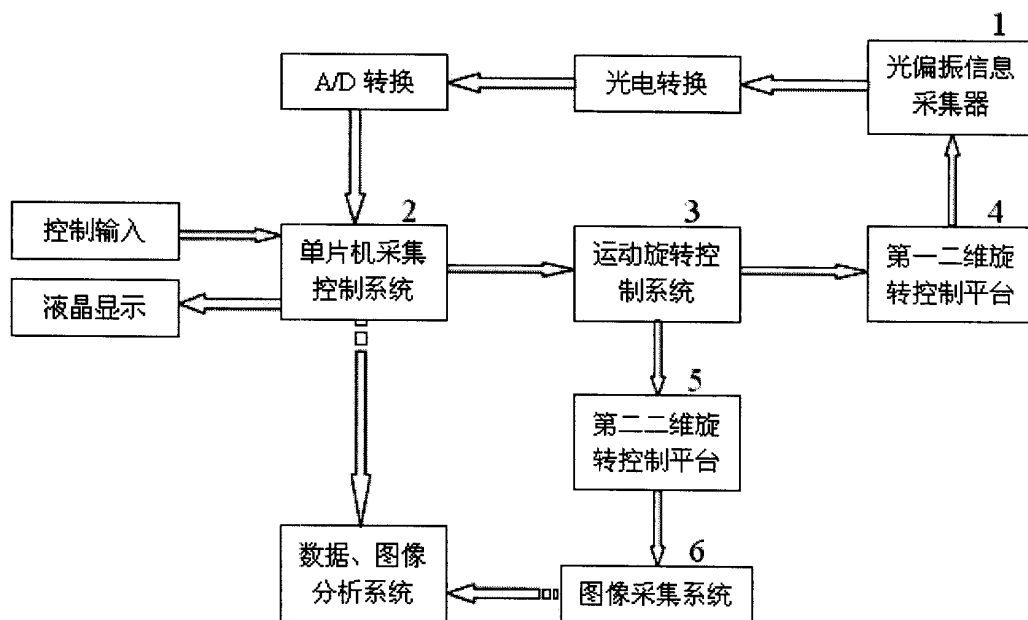 1
A/D 转换
光电转换
光偏振信息
采集器
控制输入
液晶显示
2
单片机采集
控制系统
3
运动旋转控
制系统
4
第一二维旋
转控制平台
5
第二二维旋
转控制平台
数据、图像
分析系统
6
图像采集系统